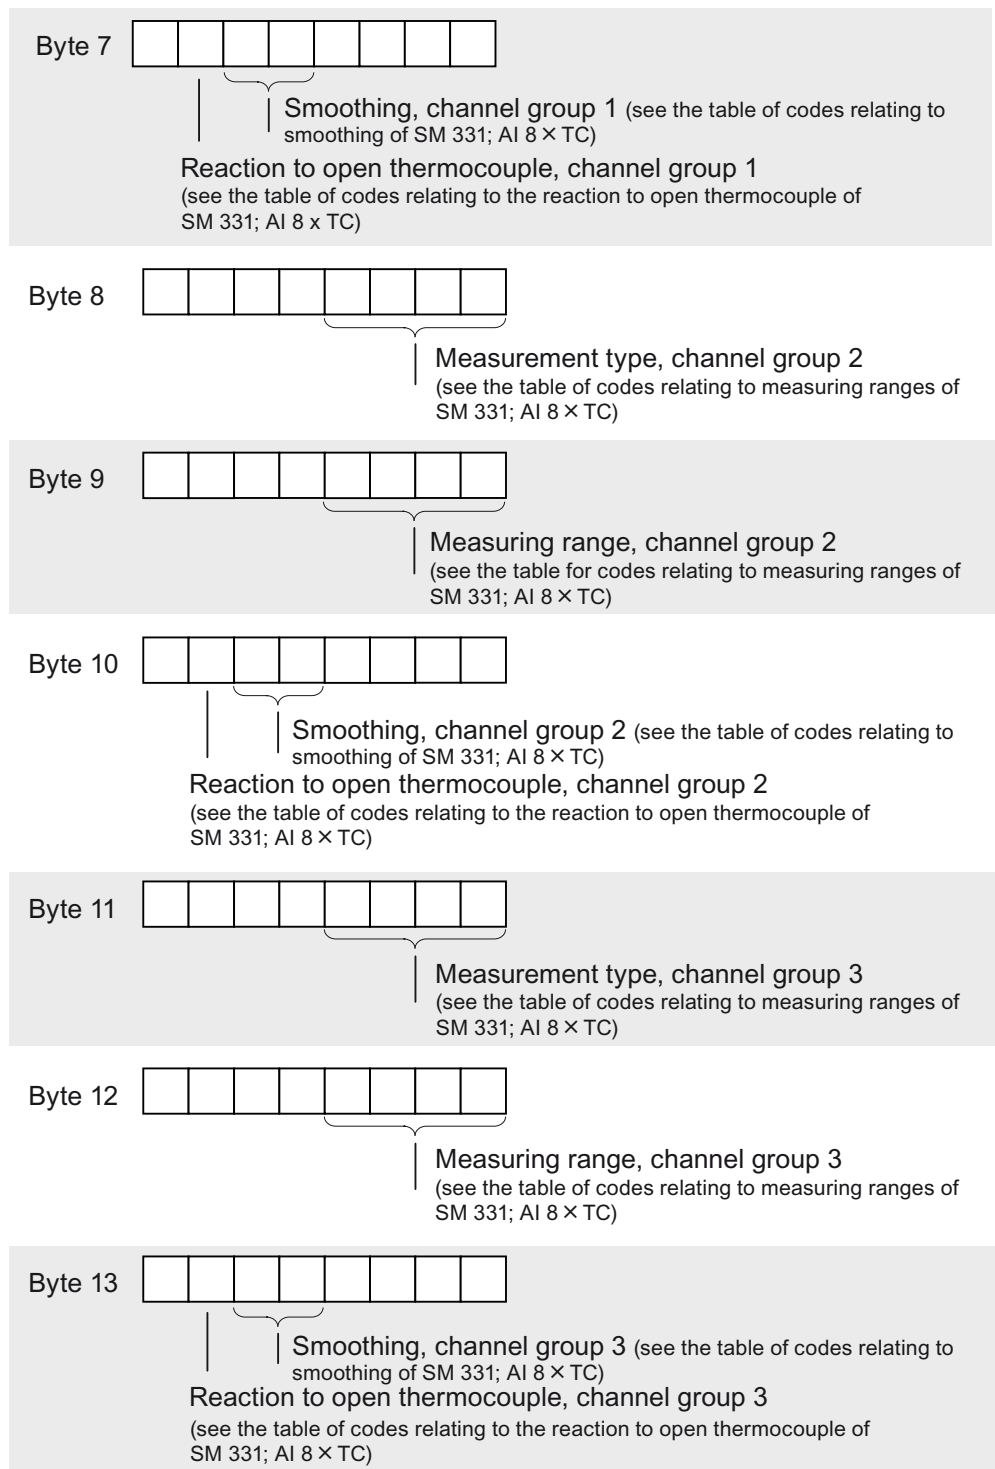 Byte 7
Smoothing, channel group 1 (see the table of codes relating to
smoothing of SM 331; AI 8 × TC)
Reaction to open thermocouple, channel group 1
(see the table of codes relating to the reaction to open thermocouple of
SM 331; AI 8 x TC)
Byte 8
Measurement type, channel group 2
(see the table of codes relating to measuring ranges of
SM 331; AI 8 × TC)
Byte 9
Measuring range, channel group 2
(see the table for codes relating to measuring ranges of
SM 331; AI 8 × TC)
Byte 10
Smoothing, channel group 2 (see the table of codes relating to
smoothing of SM 331; AI 8 × TC)
Reaction to open thermocouple, channel group 2
(see the table of codes relating to the reaction to open thermocouple of
SM 331; AI 8 × TC)
Byte 11
Measurement type, channel group 3
(see the table of codes relating to measuring ranges of
SM 331; AI 8 × TC)
Byte 12
Measuring range, channel group 3
(see the table of codes relating to measuring ranges of
SM 331; AI 8 × TC)
Byte 13
Smoothing, channel group 3 (see the table of codes relating to
smoothing of SM 331; AI 8 × TC)
Reaction to open thermocouple, channel group 3
(see the table of codes relating to the reaction to open thermocouple of
SM 331; AI 8 × TC)